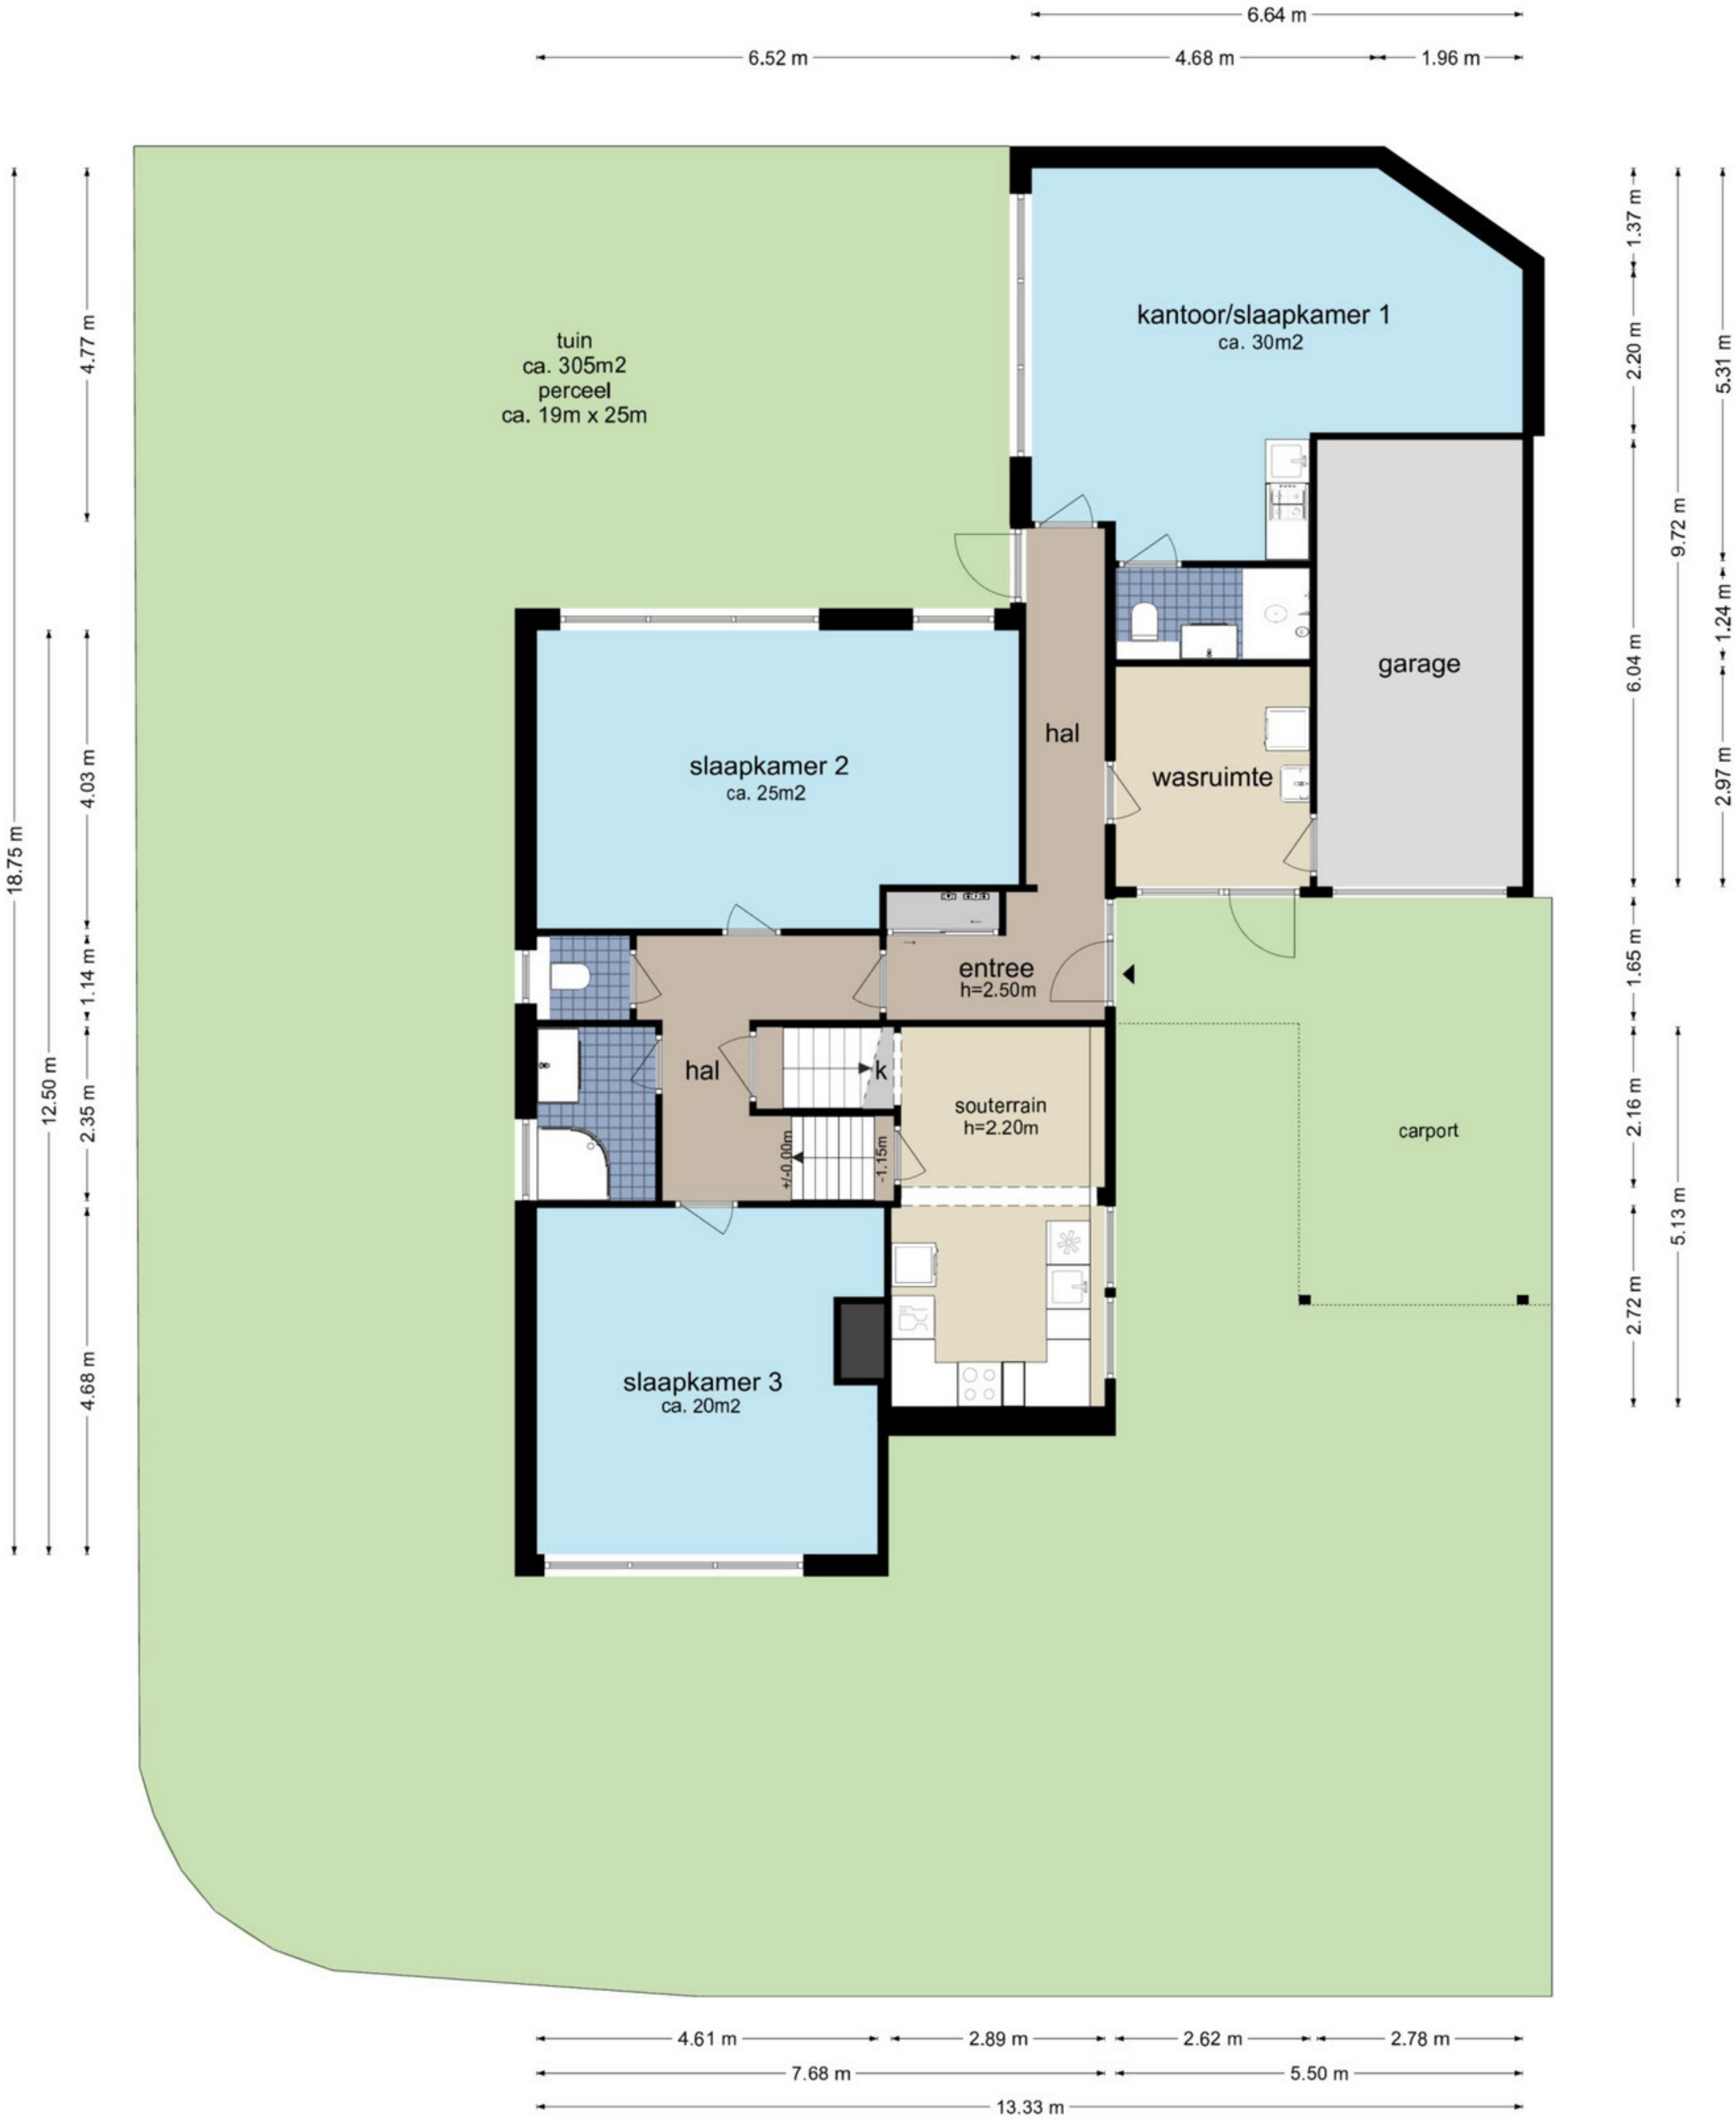 6.64 m
6.52 m
4.68 m
1.96 m
18.75 m
12.50 m
4.77 m
4.03 m
1.14 m
2.35 m
4.68 m
tuin
ca. 305m2
perceel
ca. 19m x 25m
kantoor/slaapkamer 1
ca. 30m2
garage
hal
slaapkamer 2
ca. 25m2
wasruimte
entree
h=2.50m
hal
k
souterrain
h=2.20m
+/-0.00m
-1.15m
carport
slaapkamer 3
ca. 20m2
1.37 m
2.20 m
6.04 m
1.65 m
2.16 m
2.72 m
9.72 m
5.13 m
5.31 m
1.24 m
2.97 m
4.61 m
2.89 m
2.62 m
2.78 m
7.68 m
5.50 m
13.33 m